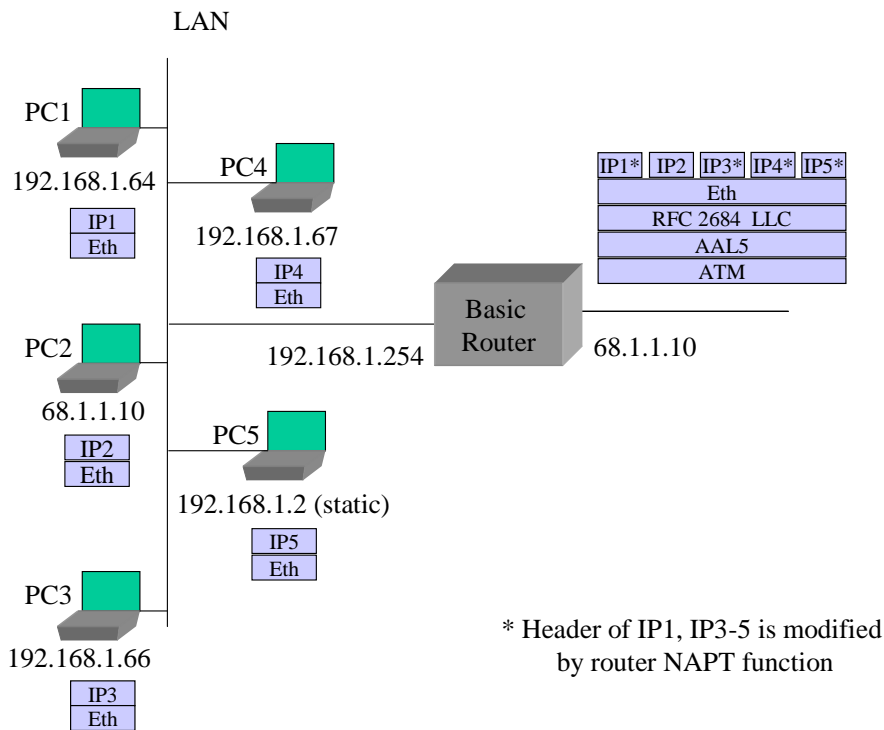 LAN
PC1
192.168.1.64
IP1
Eth
PC4
192.168.1.67
IP4
Eth
PC2
68.1.1.10
IP2
Eth
PC5
192.168.1.2 (static)
IP5
Eth
PC3
192.168.1.66
IP3
Eth
192.168.1.254
Basic
Router
68.1.1.10
IP1* IP2 IP3* IP4* IP5*
Eth
RFC 2684 LLC
AAL5
ATM
* Header of IP1, IP3-5 is modified
by router NAPT function